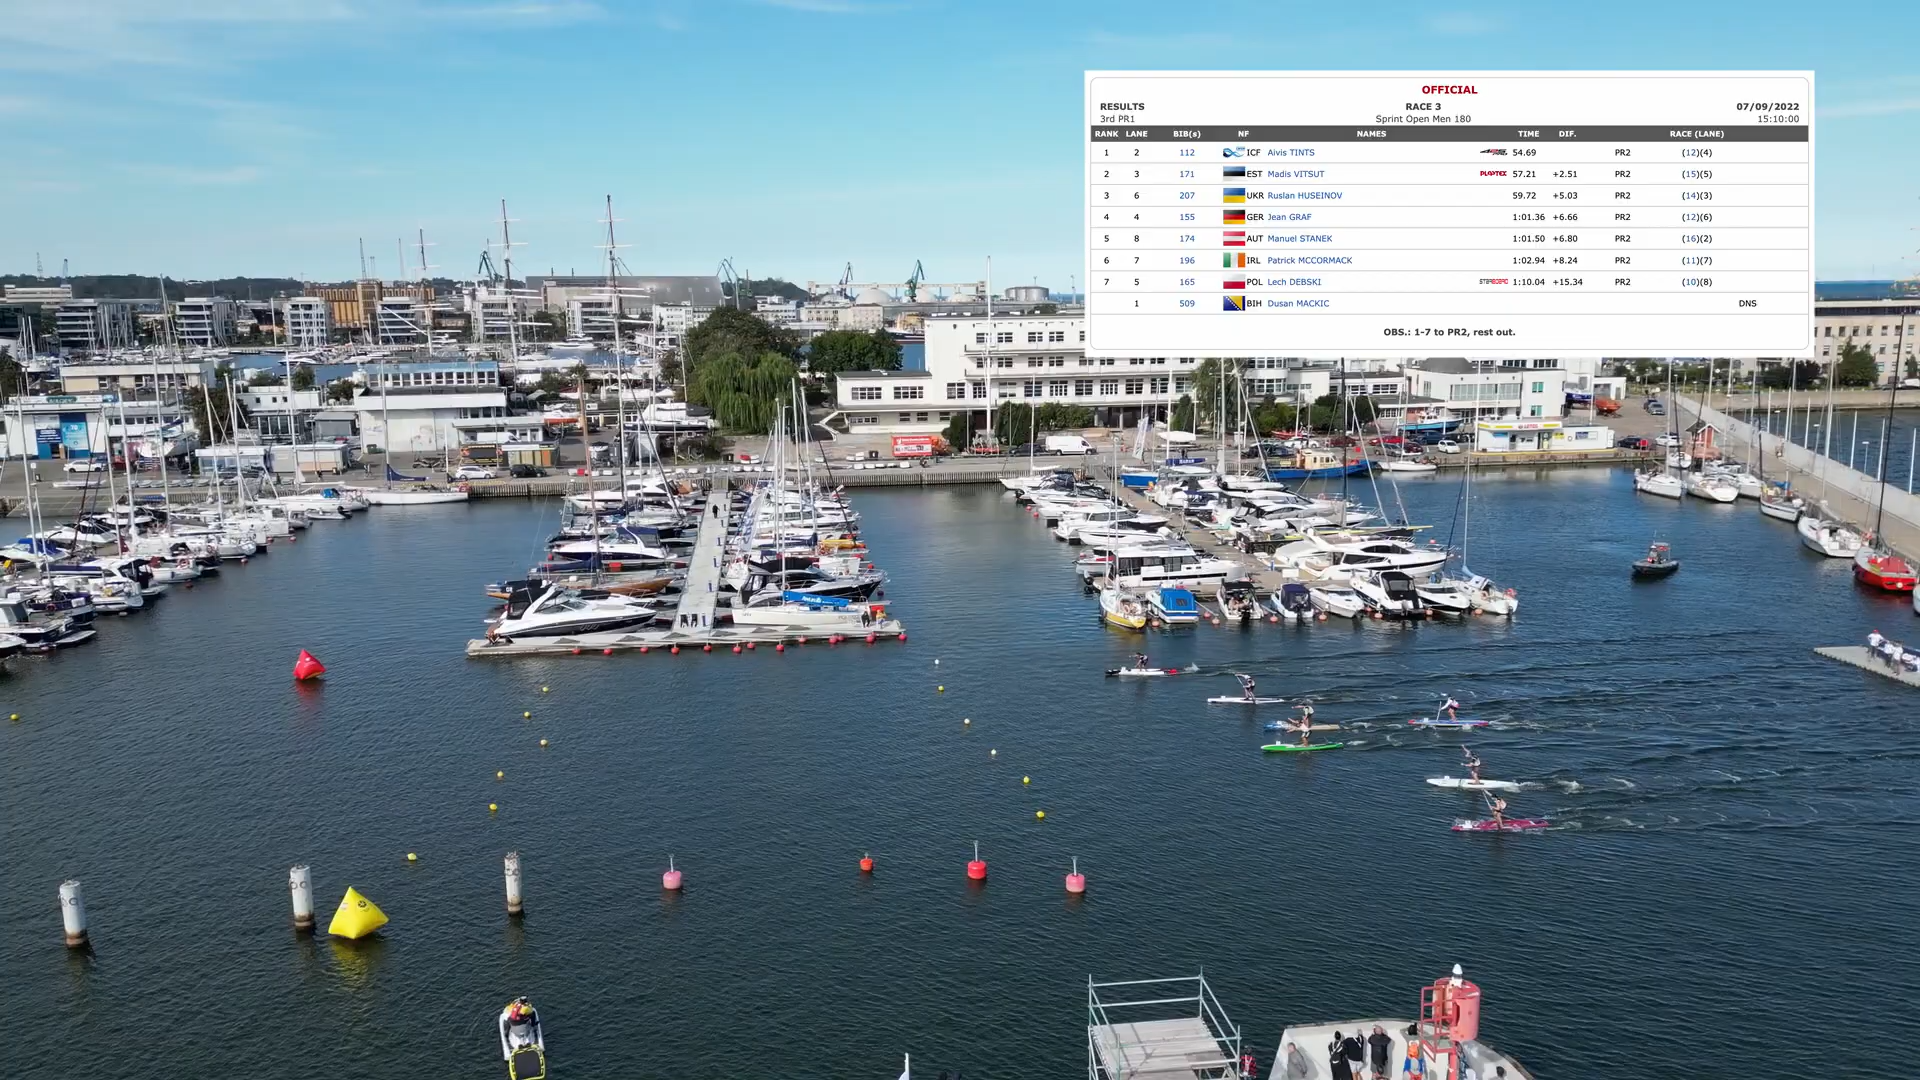 OFFICIAL
RESULTS RACE 3 07/09/2022
3rd PR1 Sprint Open Men 180 15:10:00
RANK LANE BIB(s) NF NAMES TIME DIF. RACE (LANE)
1 2 112 ICF Aivis TINTS 54.69 PR2 (12)(4)
2 3 171 EST Madis VITSUT 57.21 +2.51 PR2 (15)(5)
3 6 207 UKR Ruslan HUSEINOV 59.72 +5.03 PR2 (14)(3)
4 4 155 GER Jean GRAF 1:01.36 +6.66 PR2 (12)(6)
5 8 174 AUT Manuel STANEK 1:01.50 +6.80 PR2 (16)(2)
6 7 196 IRL Patrick MCCORMACK 1:02.94 +8.24 PR2 (11)(7)
7 5 165 POL Lech DEBSKI STARBOARD 1:10.04 +15.34 PR2 (10)(8)
1 509 BIH Dusan MACKIC DNS
OBS.: 1-7 to PR2, rest out.